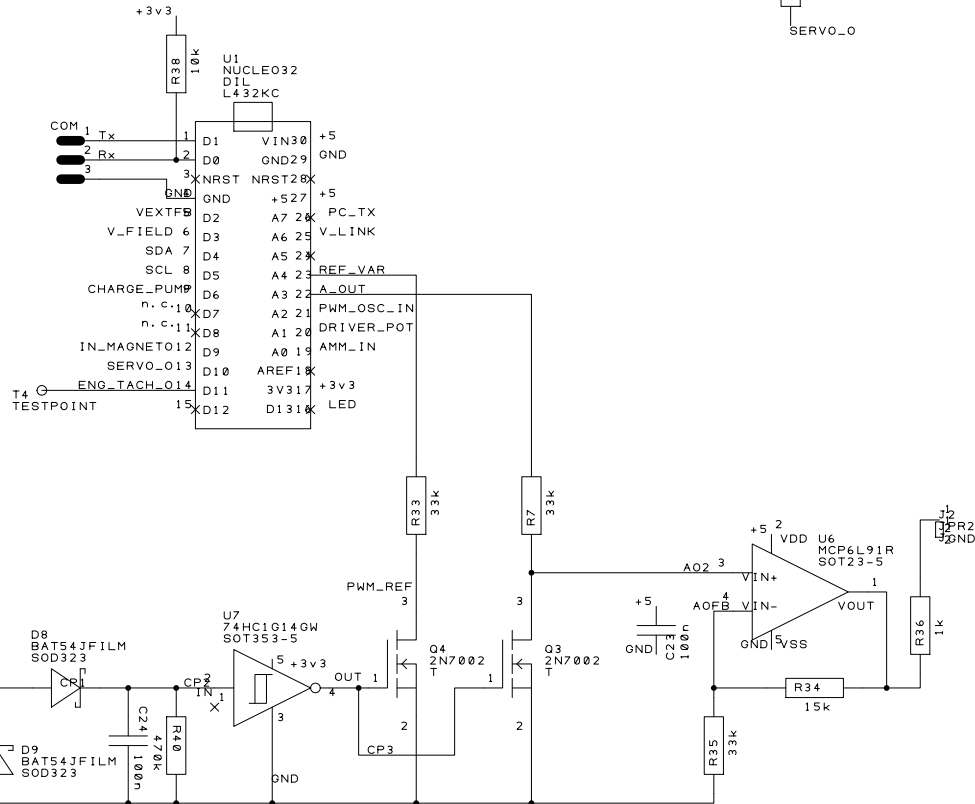 +3v3
SERVO_O
R38
10k
U1
NUCLEO32
DIL
L432KC
COM
1 Tx
2 Rx
3
1 D1
2 D0
3 NRST
GND
GND
VEXTFB D2
V_FIELD 6 D3
SDA 7 D4
SCL 8 D5
CHARGE_PUMP D6
n.c. 10 D7
n.c. 11 D8
IN_MAGNETO12 D9
SERVO_O13 D10
ENG_TACH_O14 D11
15 D12
VIN30 +5
GND29 GND
NRST28
+527 +5
A7 26 PC_TX
A6 25 V_LINK
A5 24
A4 23 REF_VAR
A3 22 A_OUT
A2 21 PWM_OSC_IN
A1 20 DRIVER_POT
A0 19 AMM_IN
AREF18
3V317 +3v3
D1316 LED
T4
TESTPOINT
R33
33k
R7
33k
PWM_REF
3
3
AO2 3
VIN+
+5 2
VDD
U6
MCP6L91R
SOT23-5
J2
JPR2
GND
1
VOUT
AOFB 4
VIN-
GND 5 VSS
+5
GND
C23
100n
R36
1k
R34
15k
R35
33k
Q4
2N7002
T
Q3
2N7002
T
1
1
2
2
U7
74HC1G14GW
SOT353-5
5 +3v3
OUT
4
3
GND
CP3
CP2
2
IN
1
D8
BAT54JFILM
SOD323
CP1
C24
100n
R40
470k
D9
BAT54JFILM
SOD323